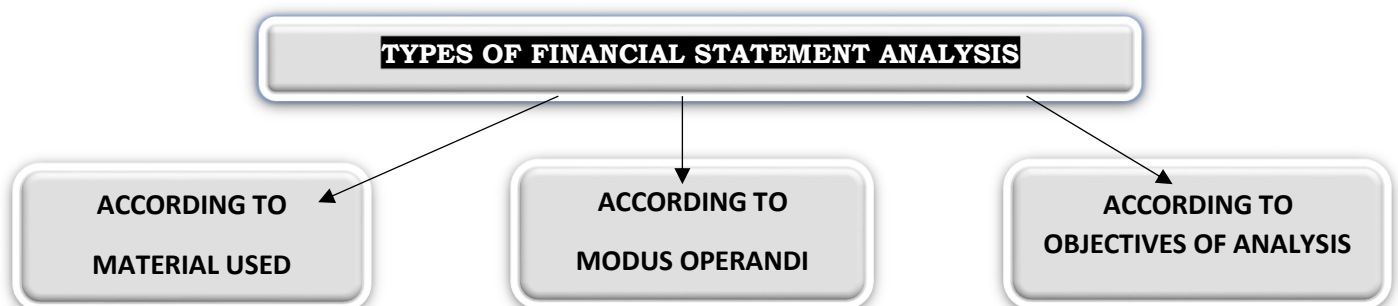 TYPES OF FINANCIAL STATEMENT ANALYSIS
ACCORDING TO
MATERIAL USED
ACCORDING TO
MODUS OPERANDI
ACCORDING TO
OBJECTIVES OF ANALYSIS